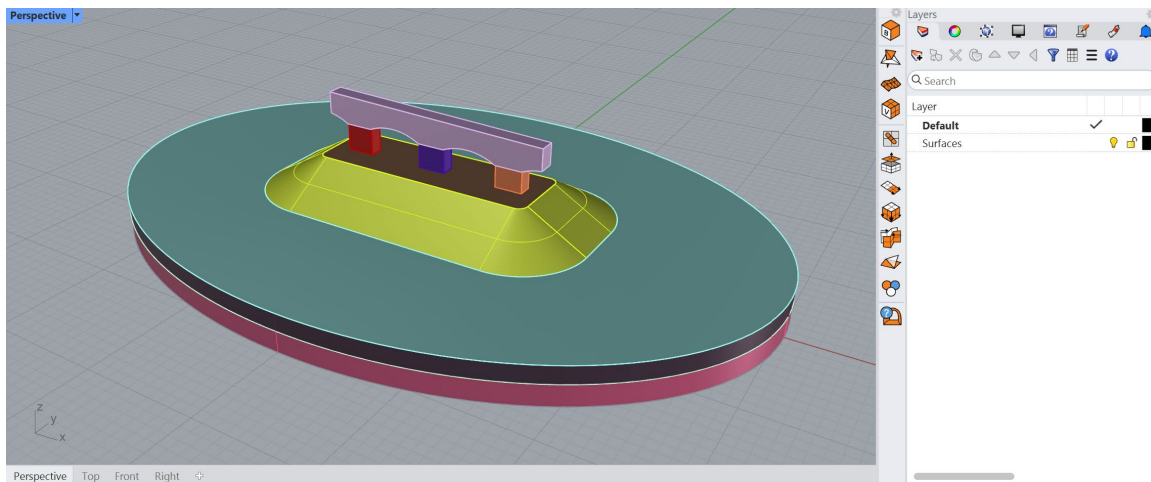 Perspective
Layers
Search
Layer
Default
Surfaces
z
y
x
Perspective Top Front Right